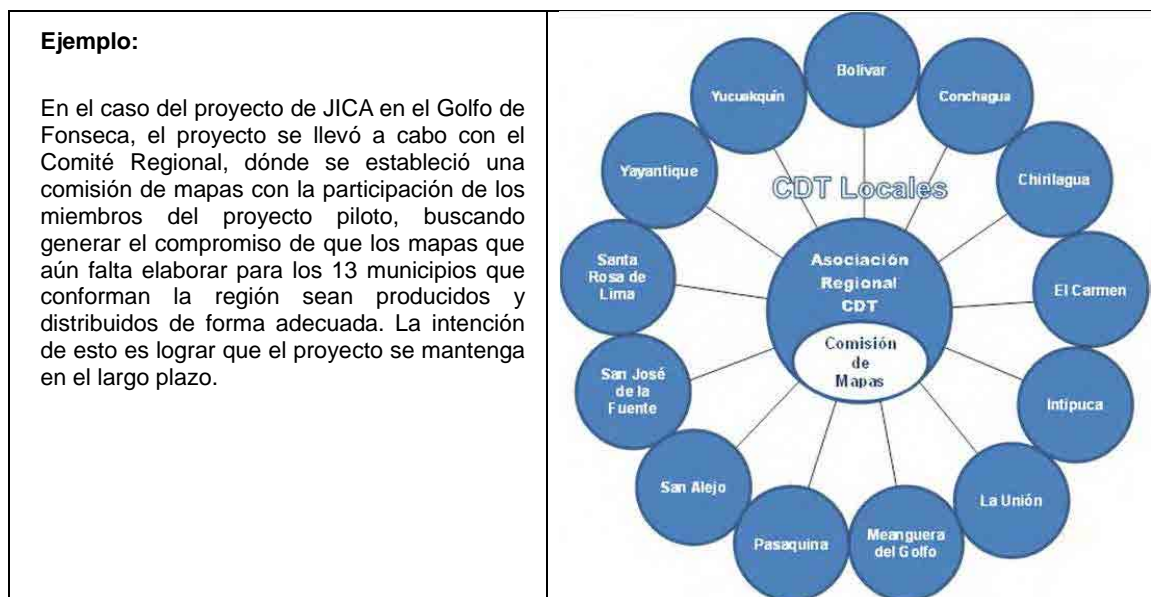 Ejemplo:
En el caso del proyecto de JICA en el Golfo de
Fonseca, el proyecto se llevó a cabo con el
Comité Regional, dónde se estableció una
comisión de mapas con la participación de los
miembros del proyecto piloto, buscando
generar el compromiso de que los mapas que
aún falta elaborar para los 13 municipios que
conforman la región sean producidos y
distribuidos de forma adecuada. La intención
de esto es lograr que el proyecto se mantenga
en el largo plazo.
Bolívar
Conchagua
Chirilagua
El Carmen
Intipuca
La Unión
Meanguera
del Golfo
Pasaquina
San Alejo
San José
de la
Fuente
Santa
Rosa de
Lima
Yayantique
Yucuakquín
CDT Locales
Asociación
Regional
CDT
Comisión
de
Mapas